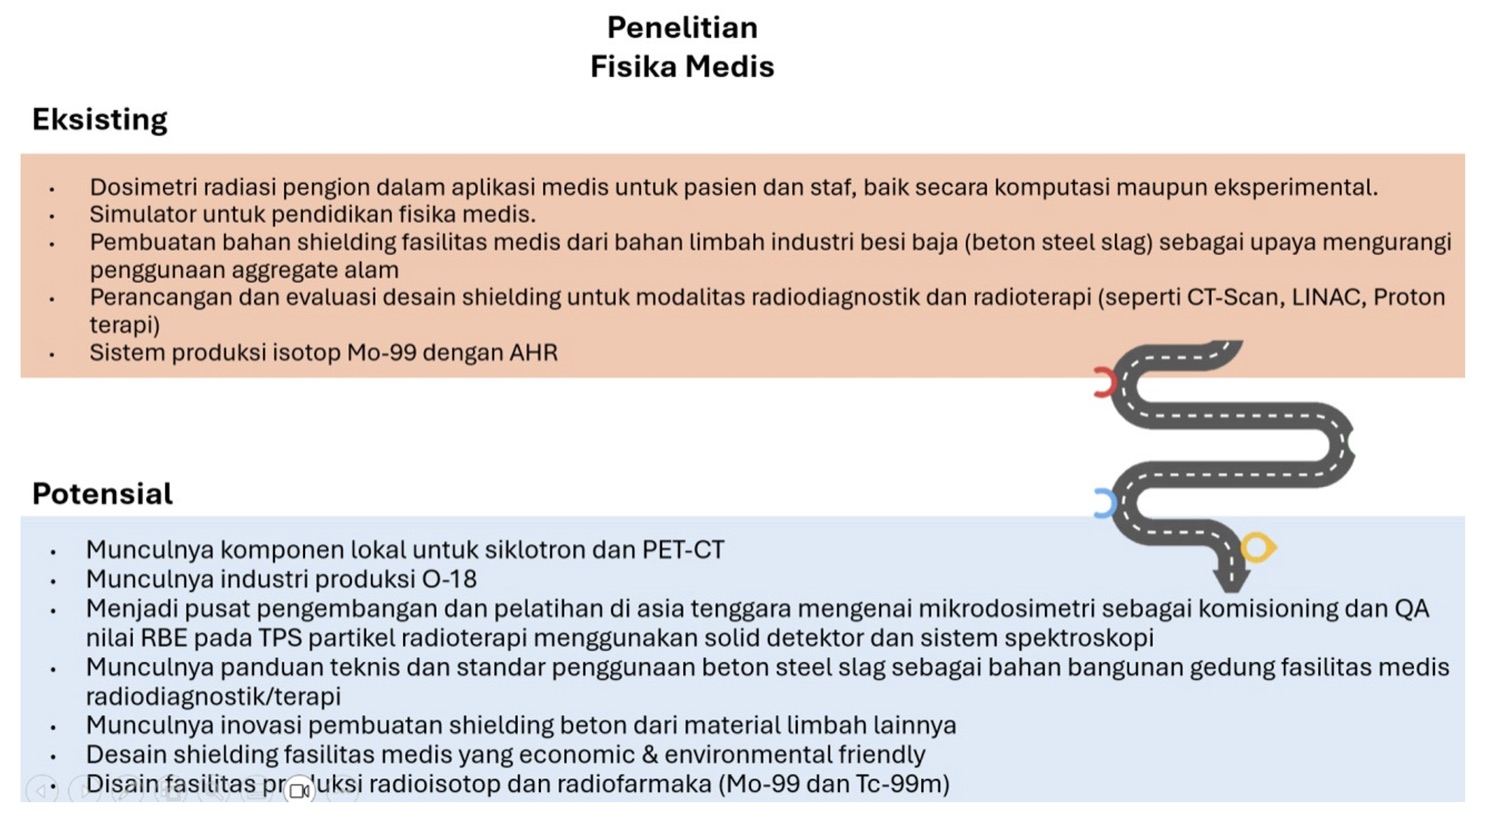 Penelitian
Fisika Medis
Eksisting
• Dosimetri radiasi pengion dalam aplikasi medis untuk pasien dan staf, baik secara komputasi maupun eksperimental.
• Simulator untuk pendidikan fisika medis.
• Pembuatan bahan shielding fasilitas medis dari bahan limbah industri besi baja (beton steel slag) sebagai upaya mengurangi
penggunaan aggregate alam
• Perancangan dan evaluasi desain shielding untuk modalitas radiodiagnostik dan radioterapi (seperti CT-Scan, LINAC, Proton
terapi)
• Sistem produksi isotop Mo-99 dengan AHR
Potensial
• Munculnya komponen lokal untuk siklotron dan PET-CT
• Munculnya industri produksi O-18
• Menjadi pusat pengembangan dan pelatihan di asia tenggara mengenai mikrodosimetri sebagai komisioning dan QA
nilai RBE pada TPS partikel radioterapi menggunakan solid detektor dan sistem spektroskopi
• Munculnya panduan teknis dan standar penggunaan beton steel slag sebagai bahan bangunan gedung fasilitas medis
radiodiagnostik/terapi
• Munculnya inovasi pembuatan shielding beton dari material limbah lainnya
• Desain shielding fasilitas medis yang economic & environmental friendly
• Disain fasilitas produksi radioisotop dan radiofarmaka (Mo-99 dan Tc-99m)